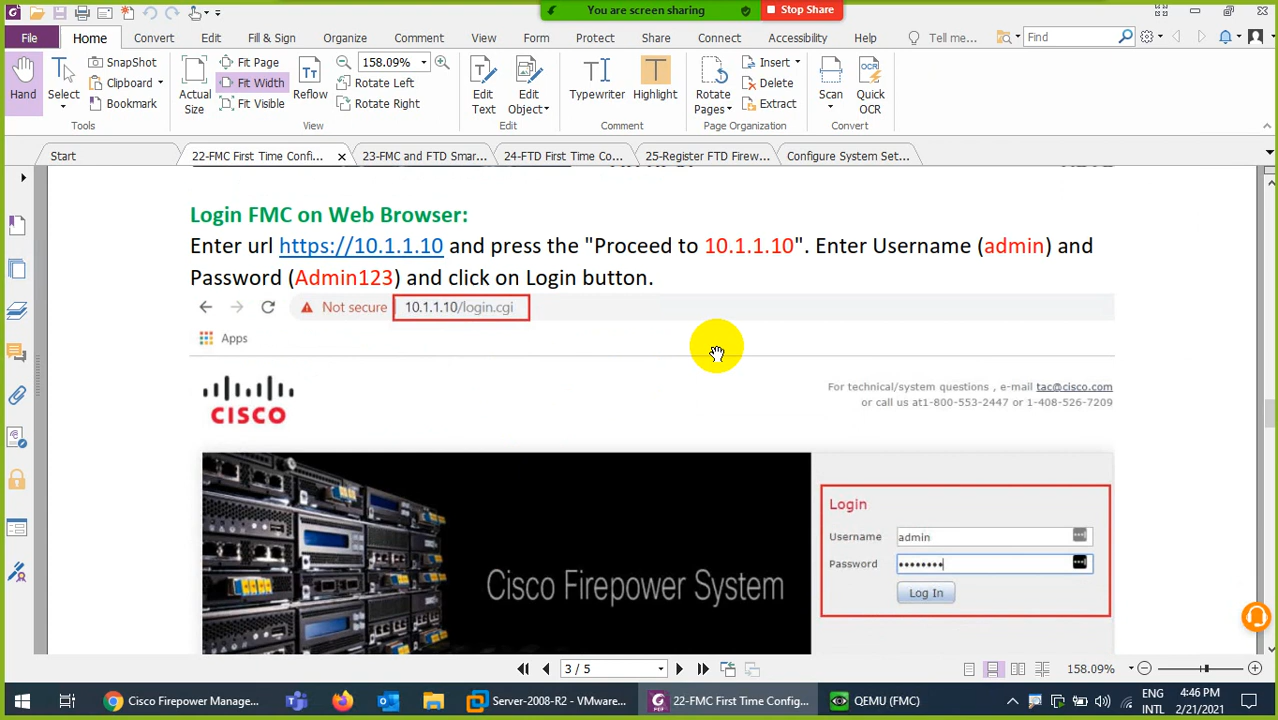 You are screen sharing
Stop Share
File
Home
Convert
Edit
Fill & Sign
Organize
Comment
View
Form
Protect
Share
Connect
Accessibility
Help
Tell me...
Find
Hand
Select
SnapShot
Clipboard
Bookmark
Tools
Actual Size
Fit Page
Fit Width
Fit Visible
Reflow
158.09%
Rotate Left
Rotate Right
View
Edit Text
Edit Object
Edit
Typewriter
Highlight
Comment
Rotate Pages
Insert
Delete
Extract
Page Organization
Scan
Quick OCR
Convert
Start
22-FMC First Time Confi...
23-FMC and FTD Smar...
24-FTD First Time Co...
25-Register FTD Firew...
Configure System Set...
Login FMC on Web Browser:
Enter url https://10.1.1.10 and press the "Proceed to 10.1.1.10". Enter Username (admin) and
Password (Admin123) and click on Login button.
Not secure 10.1.1.10/login.cgi
Apps
CISCO
For technical/system questions , e-mail tac@cisco.com
or call us at1-800-553-2447 or 1-408-526-7209
Cisco Firepower System
Login
Username admin
Password ••••••••
Log In
3 / 5
158.09%
Cisco Firepower Manage...
Server-2008-R2 - VMware...
22-FMC First Time Config...
QEMU (FMC)
ENG
INTL
4:46 PM
2/21/2021